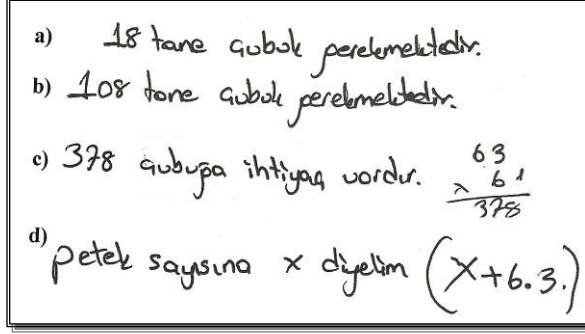 a) 18 tane çubuk gerekmektedir.
b) 108 tane çubuk gerekmektedir.
c) 378 çubuğa ihtiyaç vardır. 63
x 6 1
378
d) petek sayısına x diyelim (x+6.3.)